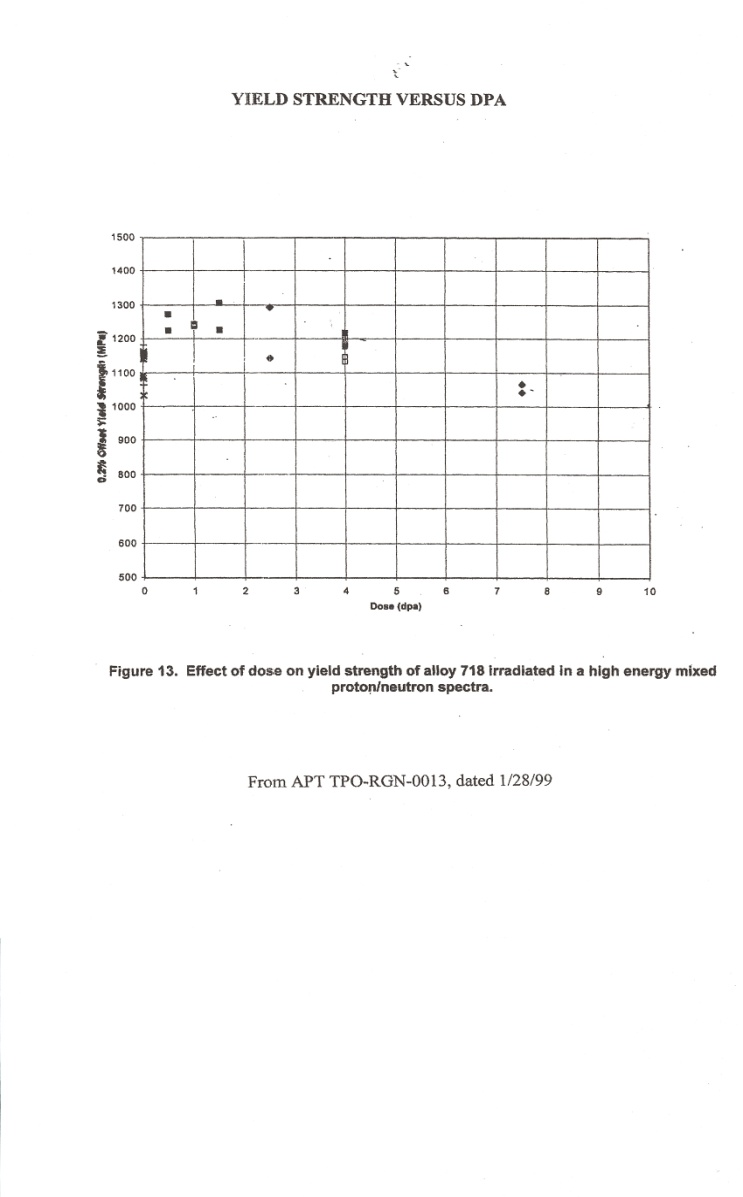 YIELD STRENGTH VERSUS DPA
0.2% Offset Yield Strength (MPa)
1500
1400
1300
1200
1100
1000
900
800
700
600
500
0 1 2 3 4 5 6 7 8 9 10
Dose (dpa)
Figure 13. Effect of dose on yield strength of alloy 718 irradiated in a high energy mixed
proton/neutron spectra.
From APT TPO-RGN-0013, dated 1/28/99